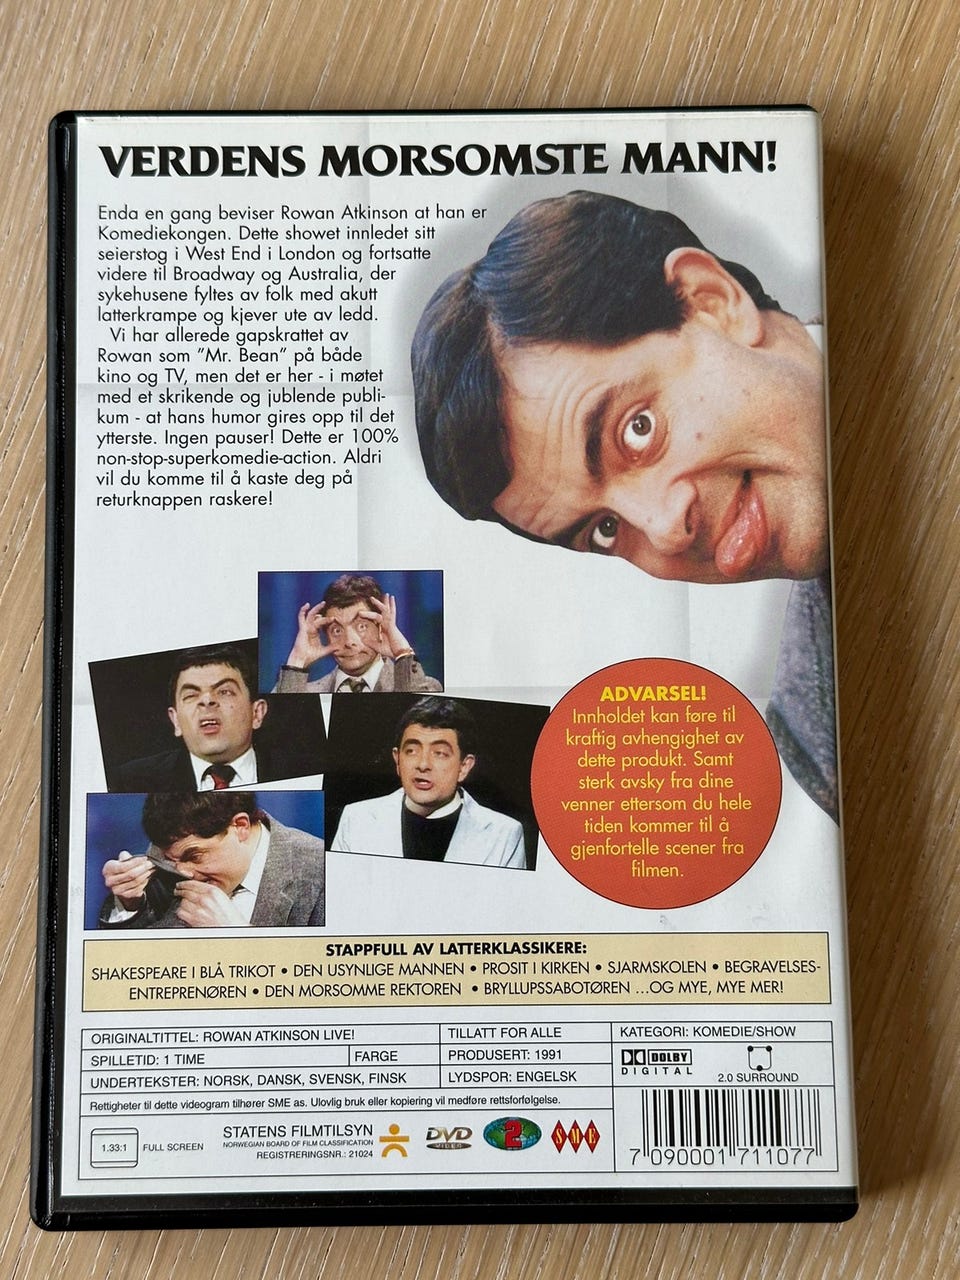 VERDENS MORSOMSTE MANN!
Enda en gang beviser Rowan Atkinson at han er
Komediekongen. Dette showet innledet sitt
seierstog i West End i London og fortsatte
videre til Broadway og Australia, der
sykehusene fyltes av folk med akutt
latterkrampe og kjever ute av ledd.
Vi har allerede gapskrattet av
Rowan som ”Mr. Bean” på både
kino og TV, men det er her - i møtet
med et skrikende og jublende publi-
kum - at hans humor gires opp til det
ytterste. Ingen pauser! Dette er 100%
non-stop-superkomedie-action. Aldri
vil du komme til å kaste deg på
returknappen raskere!
ADVARSEL!
Innholdet kan føre til
kraftig avhengighet av
dette produkt. Samt
sterk avsky fra dine
venner ettersom du hele
tiden kommer til å
gjenfortelle scener fra
filmen.
STAPPFULL AV LATTERKLASSIKERE:
SHAKESPEARE I BLÅ TRIKOT • DEN USYNLIGE MANNEN • PROSIT I KIRKEN • SJARMSKOLEN • BEGRAVELSES-
ENTREPRENØREN • DEN MORSOMME REKTOREN • BRYLLUPSSABOTØREN ...OG MYE, MYE MER!
ORIGINALTITTEL: ROWAN ATKINSON LIVE!
TILLATT FOR ALLE
KATEGORI: KOMEDIE/SHOW
SPILLETID: 1 TIME
FARGE
PRODUSERT: 1991
UNDERTEKSTER: NORSK, DANSK, SVENSK, FINSK
LYDSPOR: ENGELSK
DOLBY
DIGITAL
2.0 SURROUND
Rettigheter til dette videogram tilhører SME as. Ulovlig bruk eller kopiering vil medføre rettsforfølgelse.
1.33:1
FULL SCREEN
STATENS FILMTILSYN
NORWEGIAN BOARD OF FILM CLASSIFICATION
REGISTRERINGSNR.: 21024
DVD
VIDEO
2
SME
7 090001 711077